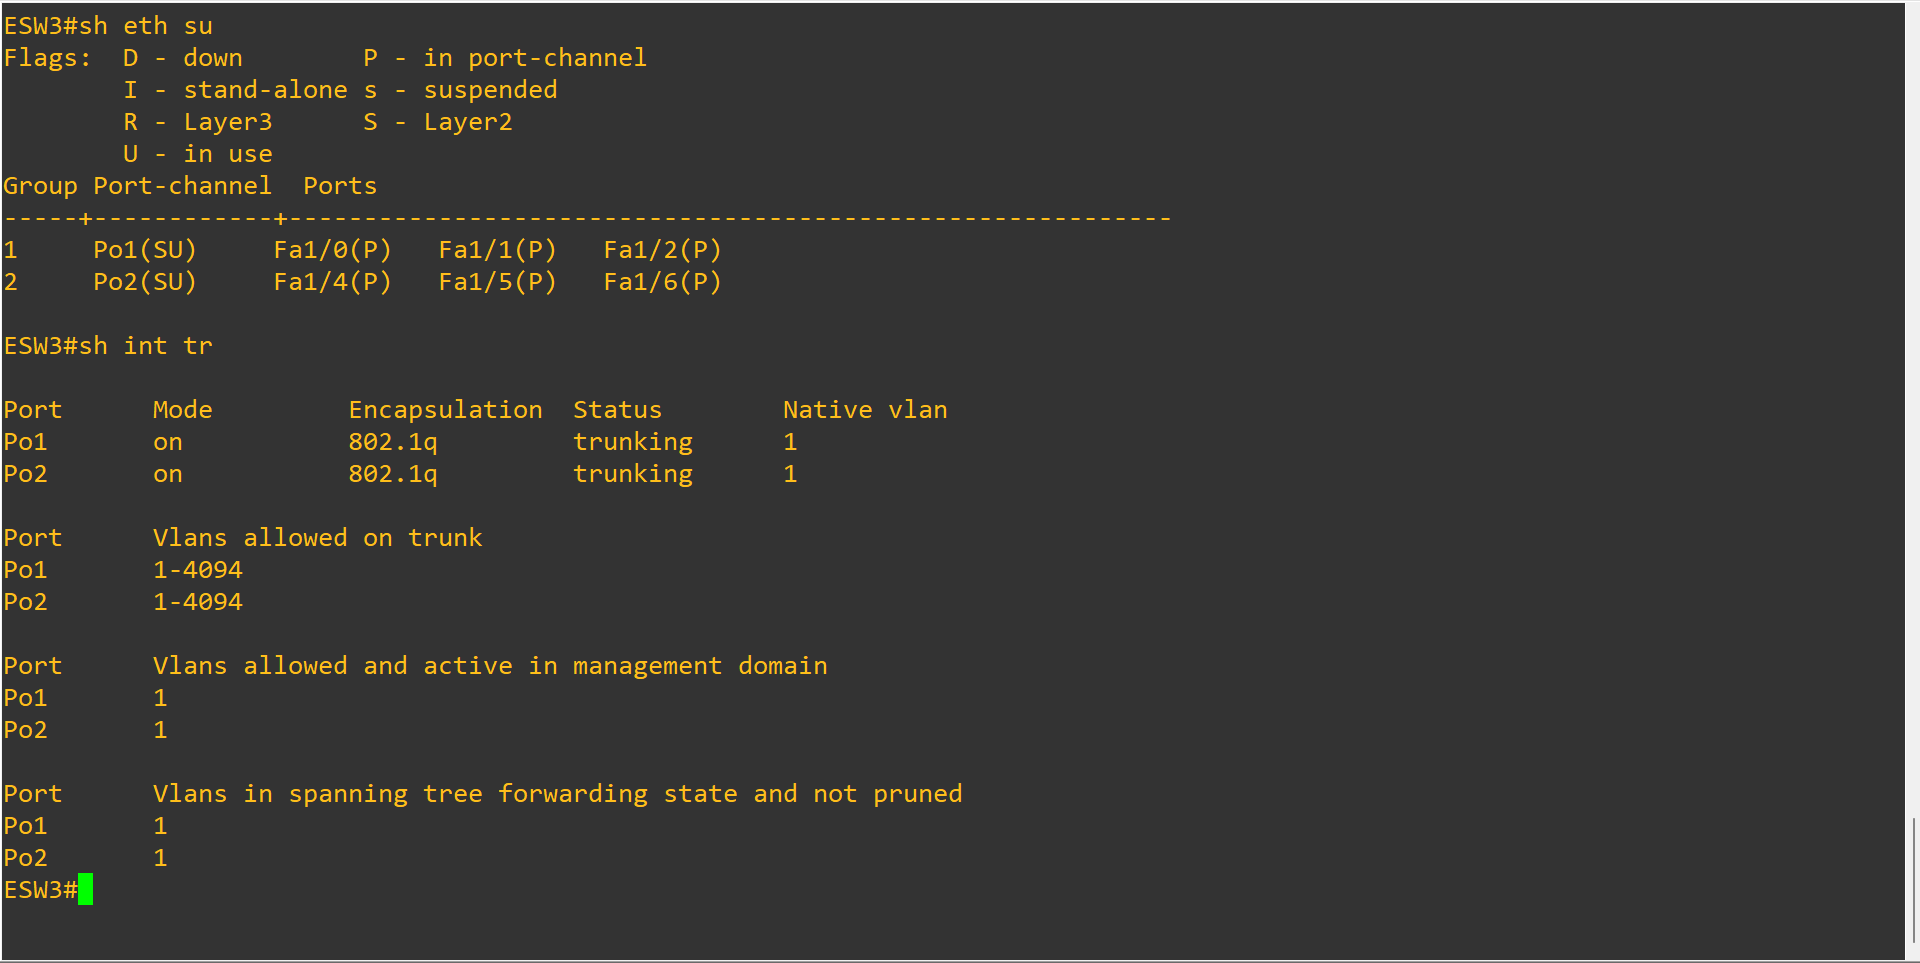 ESW3#sh eth su
Flags:  D - down        P - in port-channel
        I - stand-alone s - suspended
        R - Layer3      S - Layer2
        U - in use
Group Port-channel  Ports
-----+------------+-----------------------------------------------------------
1     Po1(SU)     Fa1/0(P)   Fa1/1(P)   Fa1/2(P)
2     Po2(SU)     Fa1/4(P)   Fa1/5(P)   Fa1/6(P)
ESW3#sh int tr
Port      Mode         Encapsulation  Status        Native vlan
Po1       on           802.1q         trunking      1
Po2       on           802.1q         trunking      1
Port      Vlans allowed on trunk
Po1       1-4094
Po2       1-4094
Port      Vlans allowed and active in management domain
Po1       1
Po2       1
Port      Vlans in spanning tree forwarding state and not pruned
Po1       1
Po2       1
ESW3#